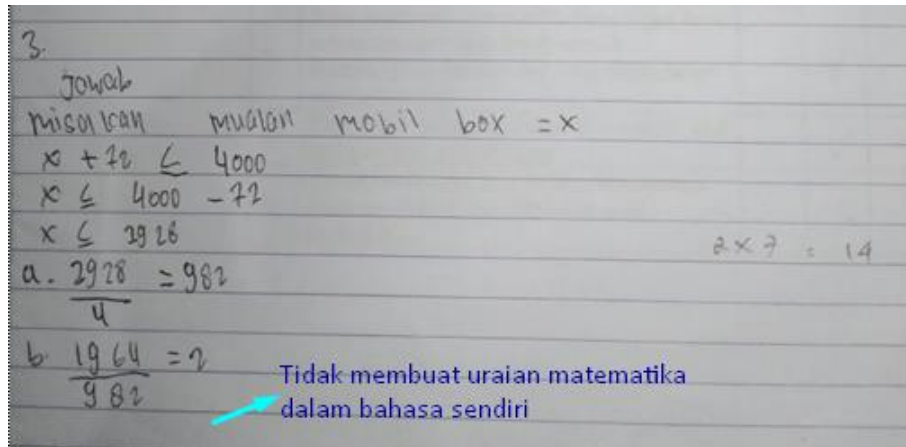 3.
Jowab
misalkan muatan mobil box = x
x + 72 ≤ 4000
x ≤ 4000 - 72
x ≤ 3928
a. 3928 = 982
4
2 x 7 = 14
b. 1964 = 2
982
Tidak membuat uraian matematika
dalam bahasa sendiri